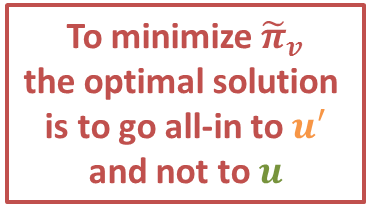 To minimize π̃ᵥ
the optimal solution
is to go all-in to u′
and not to u